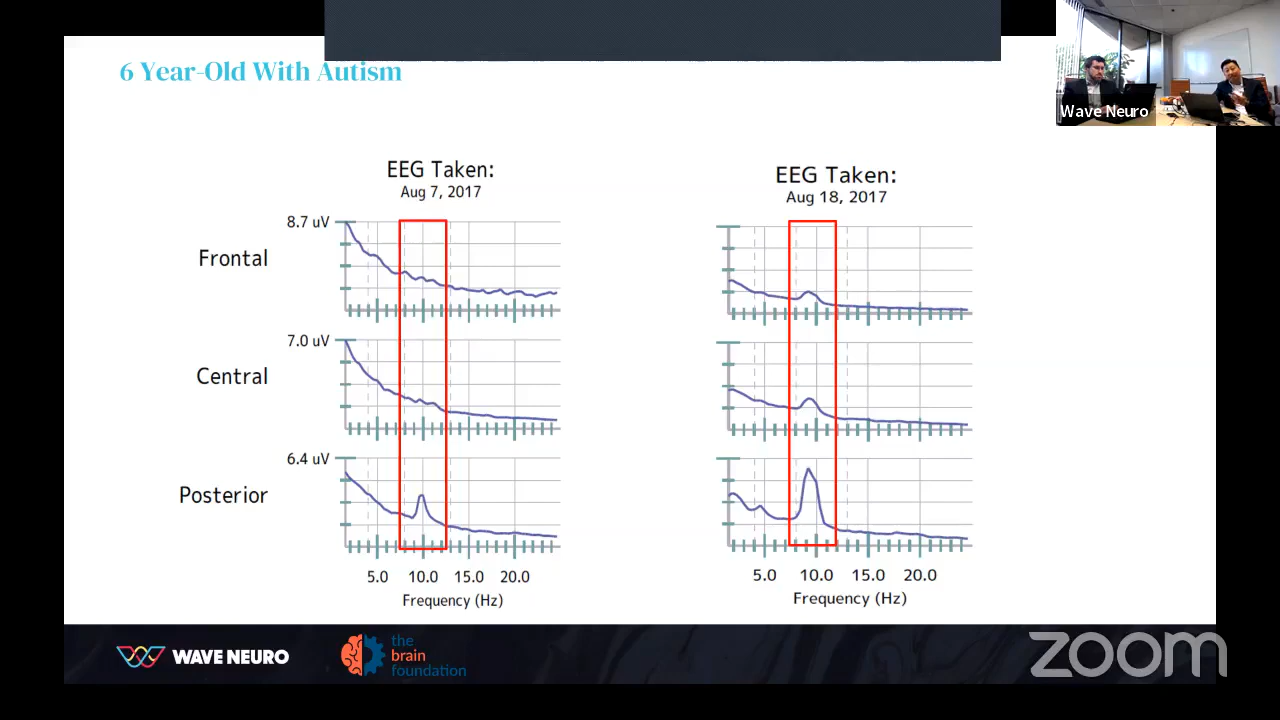 6 Year-Old With Autism
Wave Neuro
EEG Taken:
Aug 7, 2017
EEG Taken:
Aug 18, 2017
8.7 uV
Frontal
7.0 uV
Central
6.4 uV
Posterior
5.0 10.0 15.0 20.0
Frequency (Hz)
5.0 10.0 15.0 20.0
Frequency (Hz)
WAVE NEURO
the
brain
foundation
zoom